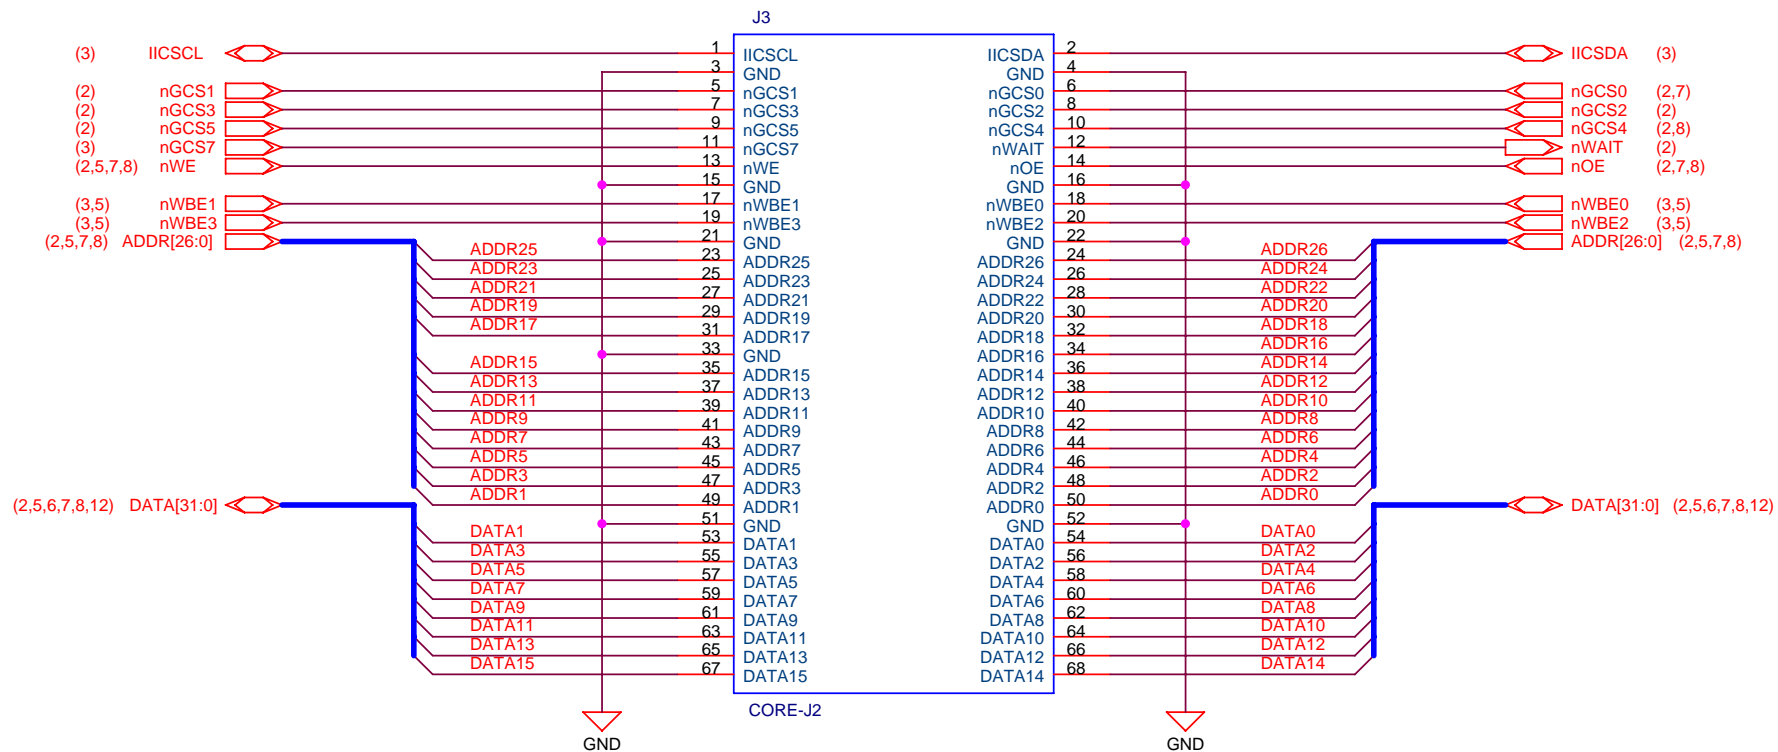 J3
(3) IICSCL 1 IICSCL IICSDA 2 IICSDA (3)
3 GND GND 4
(2) nGCS1 5 nGCS1 nGCS0 6 nGCS0 (2,7)
(2) nGCS3 7 nGCS3 nGCS2 8 nGCS2 (2)
(2) nGCS5 9 nGCS5 nGCS4 10 nGCS4 (2,8)
(3) nGCS7 11 nGCS7 nWAIT 12 nWAIT (2)
(2,5,7,8) nWE 13 nWE nOE 14 nOE (2,7,8)
15 GND GND 16
(3,5) nWBE1 17 nWBE1 nWBE0 18 nWBE0 (3,5)
(3,5) nWBE3 19 nWBE3 nWBE2 20 nWBE2 (3,5)
(2,5,7,8) ADDR[26:0] 21 GND GND 22 ADDR[26:0] (2,5,7,8)
ADDR25 23 ADDR25 ADDR26 24 ADDR26
ADDR23 25 ADDR23 ADDR24 26 ADDR24
ADDR21 27 ADDR21 ADDR22 28 ADDR22
ADDR19 29 ADDR19 ADDR20 30 ADDR20
ADDR17 31 ADDR17 ADDR18 32 ADDR18
33 GND ADDR16 34 ADDR16
ADDR15 35 ADDR15 ADDR14 36 ADDR14
ADDR13 37 ADDR13 ADDR12 38 ADDR12
ADDR11 39 ADDR11 ADDR10 40 ADDR10
ADDR9 41 ADDR9 ADDR8 42 ADDR8
ADDR7 43 ADDR7 ADDR6 44 ADDR6
ADDR5 45 ADDR5 ADDR4 46 ADDR4
ADDR3 47 ADDR3 ADDR2 48 ADDR2
ADDR1 49 ADDR1 ADDR0 50 ADDR0
(2,5,6,7,8,12) DATA[31:0] 51 GND GND 52 DATA[31:0] (2,5,6,7,8,12)
DATA1 53 DATA1 DATA0 54 DATA0
DATA3 55 DATA3 DATA2 56 DATA2
DATA5 57 DATA5 DATA4 58 DATA4
DATA7 59 DATA7 DATA6 60 DATA6
DATA9 61 DATA9 DATA8 62 DATA8
DATA11 63 DATA11 DATA10 64 DATA10
DATA13 65 DATA13 DATA12 66 DATA12
DATA15 67 DATA15 DATA14 68 DATA14
CORE-J2
GND GND